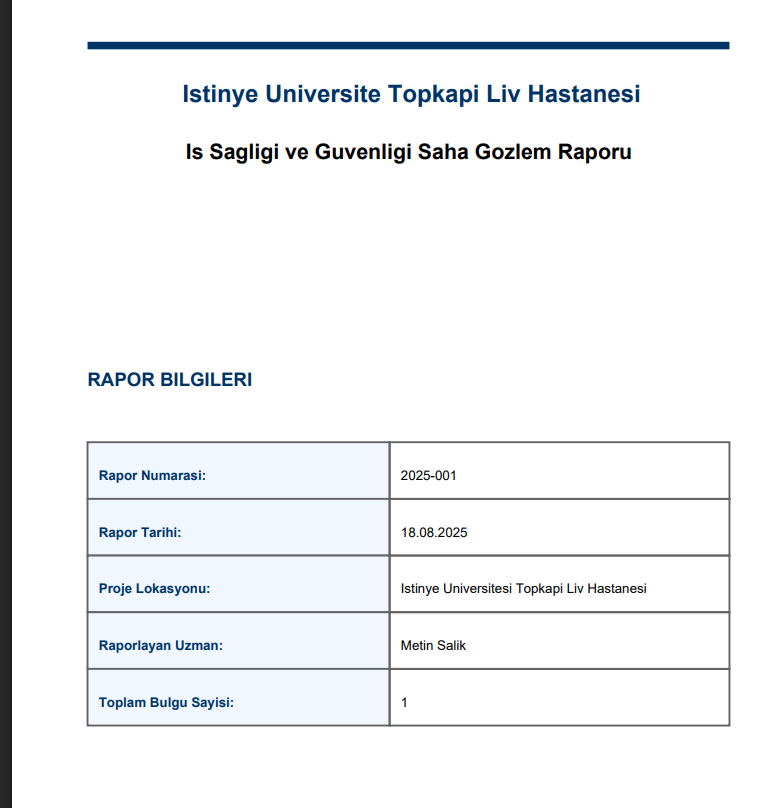 Istinye Universite Topkapi Liv Hastanesi
Is Sagligi ve Guvenligi Saha Gozlem Raporu
RAPOR BILGILERI
Rapor Numarasi: 2025-001
Rapor Tarihi: 18.08.2025
Proje Lokasyonu: Istinye Universitesi Topkapi Liv Hastanesi
Raporlayan Uzman: Metin Salik
Toplam Bulgu Sayisi: 1